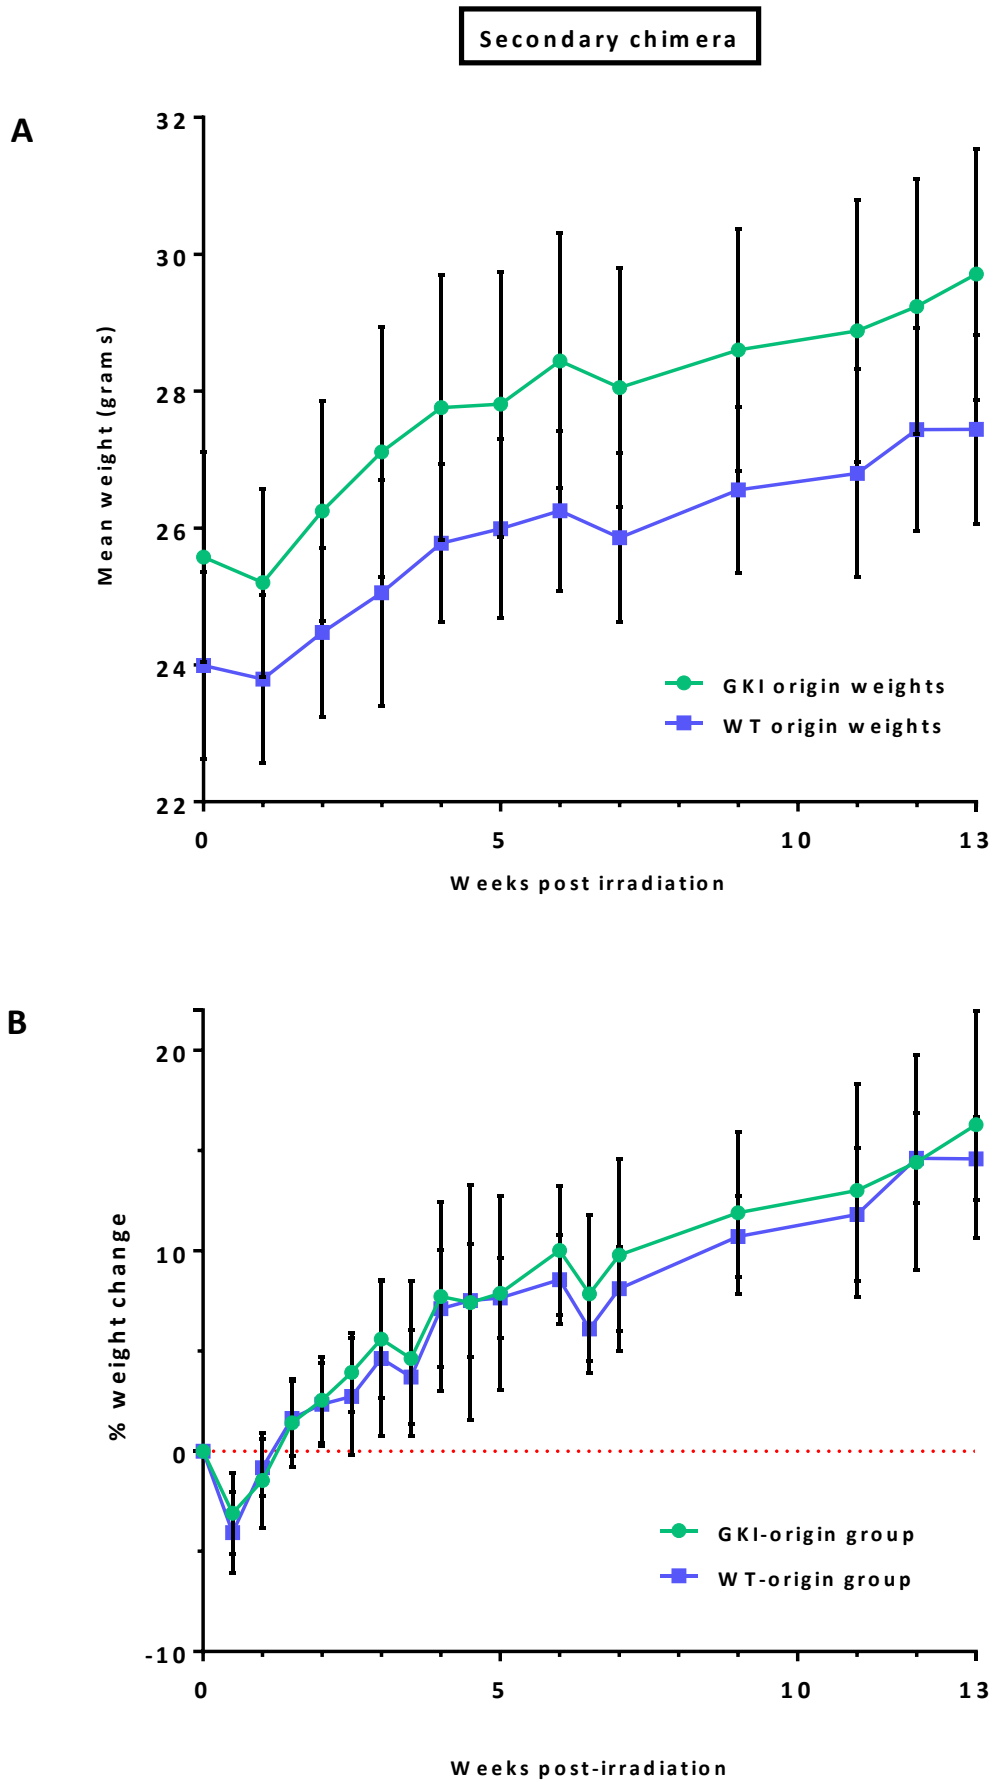 Secondary chimera
A
32
30
28
26
24
22
Mean weight (grams)
GKI origin weights
WT origin weights
0 5 10 13
Weeks post irradiation
B
20
10
0
-10
% weight change
GKI-origin group
WT-origin group
0 5 10 13
Weeks post-irradiation